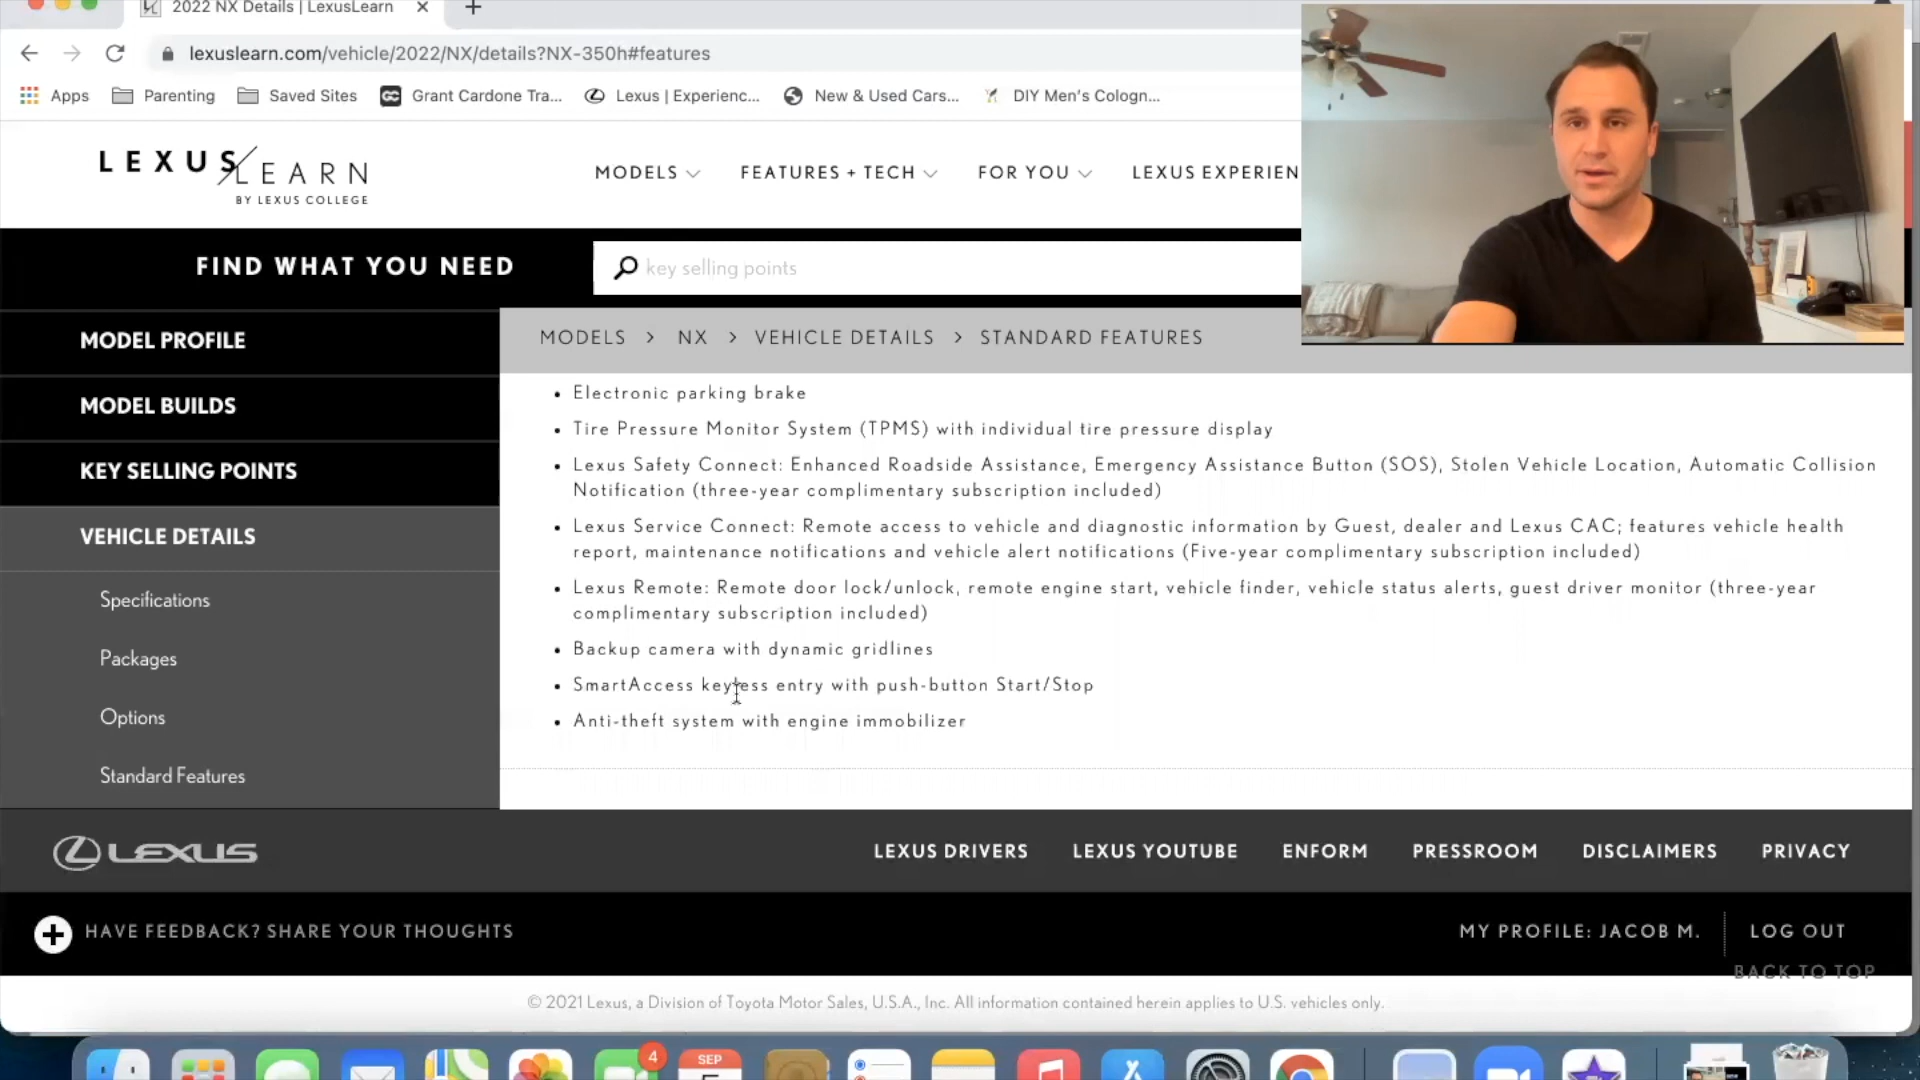 2022 NX Details | LexusLearn
lexuslearn.com/vehicle/2022/NX/details?NX-350h#features
Apps Parenting Saved Sites Grant Cardone Tra... Lexus | Experienc... New & Used Cars... DIY Men's Cologn...
LEXUS
LEARN
BY LEXUS COLLEGE
MODELS FEATURES + TECH FOR YOU LEXUS EXPERIEN
FIND WHAT YOU NEED
key selling points
MODEL PROFILE
MODEL BUILDS
KEY SELLING POINTS
VEHICLE DETAILS
Specifications
Packages
Options
Standard Features
MODELS > NX > VEHICLE DETAILS > STANDARD FEATURES
• Electronic parking brake
• Tire Pressure Monitor System (TPMS) with individual tire pressure display
• Lexus Safety Connect: Enhanced Roadside Assistance, Emergency Assistance Button (SOS), Stolen Vehicle Location, Automatic Collision
Notification (three-year complimentary subscription included)
• Lexus Service Connect: Remote access to vehicle and diagnostic information by Guest, dealer and Lexus CAC; features vehicle health
report, maintenance notifications and vehicle alert notifications (Five-year complimentary subscription included)
• Lexus Remote: Remote door lock/unlock, remote engine start, vehicle finder, vehicle status alerts, guest driver monitor (three-year
complimentary subscription included)
• Backup camera with dynamic gridlines
• SmartAccess keyless entry with push-button Start/Stop
• Anti-theft system with engine immobilizer
LEXUS
LEXUS DRIVERS LEXUS YOUTUBE ENFORM PRESSROOM DISCLAIMERS PRIVACY
HAVE FEEDBACK? SHARE YOUR THOUGHTS
MY PROFILE: JACOB M. LOG OUT
BACK TO TOP
© 2021 Lexus, a Division of Toyota Motor Sales, U.S.A., Inc. All information contained herein applies to U.S. vehicles only.
4
SEP